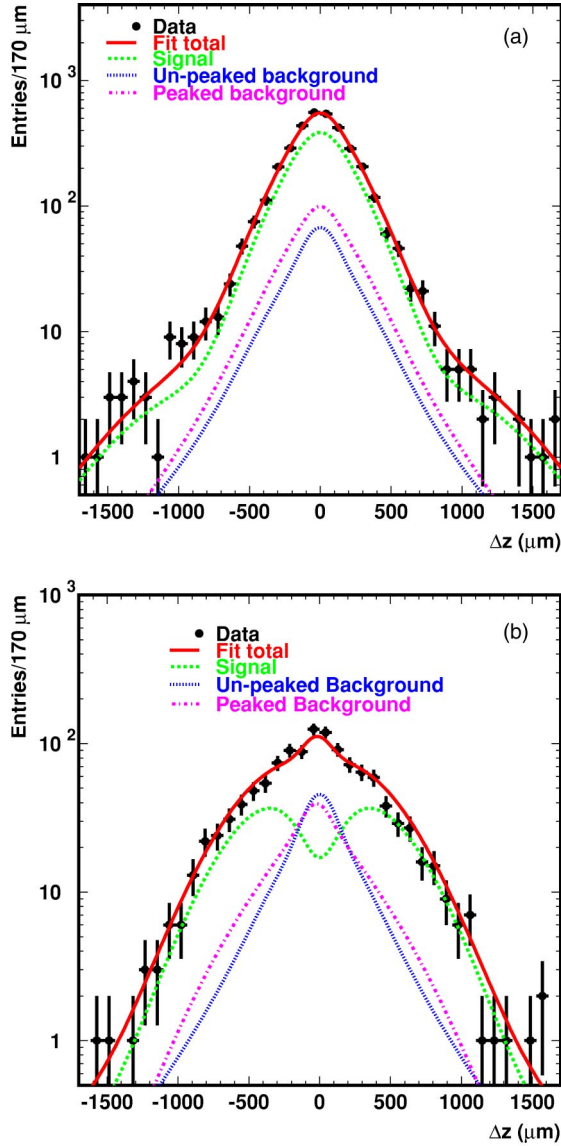 (a)
Data
Fit total
Signal
Un-peaked background
Peaked background
Entries/170 μm
10³
10²
10
1
-1500 -1000 -500 0 500 1000 1500
Δz (μm)
(b)
Data
Fit total
Signal
Un-peaked Background
Peaked Background
Entries/170 μm
10³
10²
10
1
-1500 -1000 -500 0 500 1000 1500
Δz (μm)